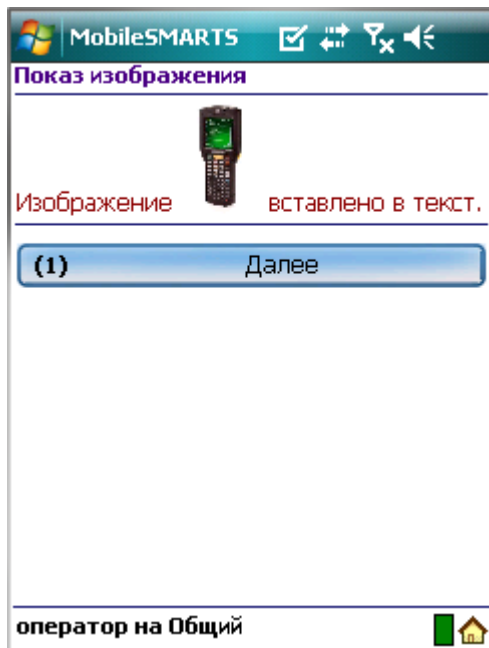 MobileSMARTS
Показ изображения
Изображение вставлено в текст.
(1) Далее
оператор на Общий